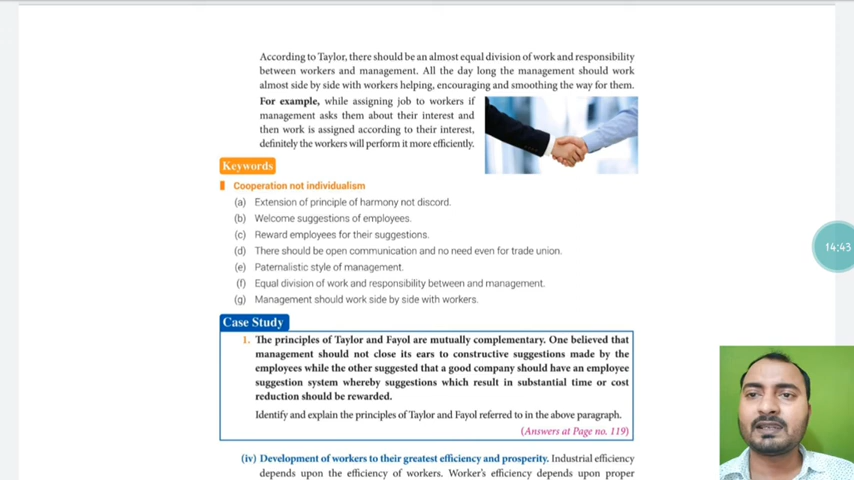 According to Taylor, there should be an almost equal division of work and responsibility
between workers and management. All the day long the management should work
almost side by side with workers helping, encouraging and smoothing the way for them.
For example, while assigning job to workers if
management asks them about their interest and
then work is assigned according to their interest,
definitely the workers will perform it more efficiently.
Keywords
Cooperation not individualism
(a) Extension of principle of harmony not discord.
(b) Welcome suggestions of employees.
(c) Reward employees for their suggestions.
(d) There should be open communication and no need even for trade union.
(e) Paternalistic style of management.
(f) Equal division of work and responsibility between and management.
(g) Management should work side by side with workers.
14:43
Case Study
1. The principles of Taylor and Fayol are mutually complementary. One believed that
management should not close its ears to constructive suggestions made by the
employees while the other suggested that a good company should have an employee
suggestion system whereby suggestions which result in substantial time or cost
reduction should be rewarded.
Identify and explain the principles of Taylor and Fayol referred to in the above paragraph.
(Answers at Page no. 119)
(iv) Development of workers to their greatest efficiency and prosperity. Industrial efficiency
depends upon the efficiency of workers. Worker's efficiency depends upon proper